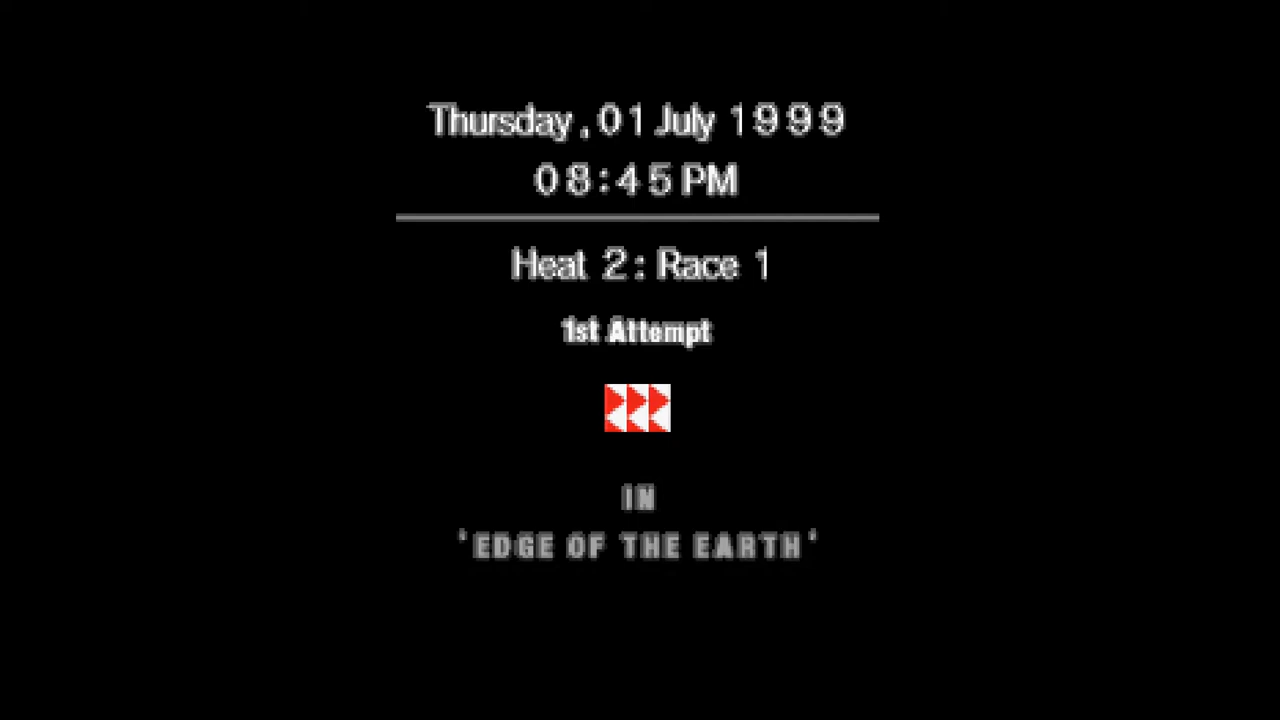 Thursday, 01 July 1999
08:45 PM
Heat 2: Race 1
1st Attempt
IN
'EDGE OF THE EARTH'